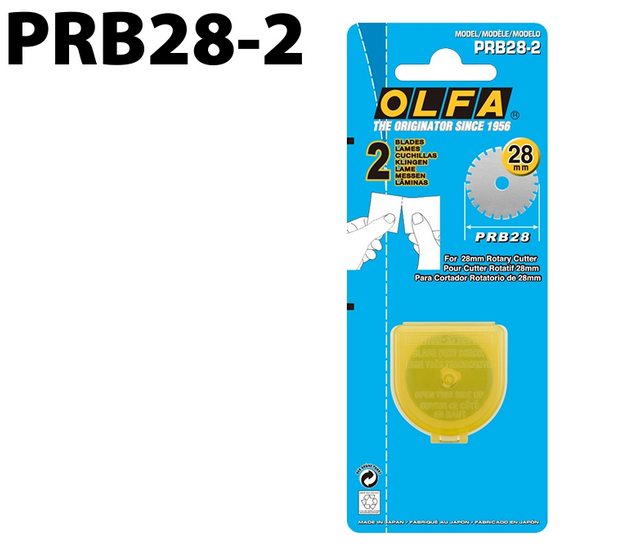 PRB28-2
MODEL/MODÈLE/MODELO
PRB28-2
OLFA®
THE ORIGINATOR SINCE 1956
2
BLADES
LAMES
CUCHILLAS
KLINGEN
LAME
MESSEN
LÂMINAS
28
mm
PRB28
For 28mm Rotary Cutter
Pour Cutter Rotatif 28mm
Para Cortador Rotatorio de 28mm
MADE IN JAPAN / FABRIQUÉ AU JAPON / FABRICADO EN JAPÓN